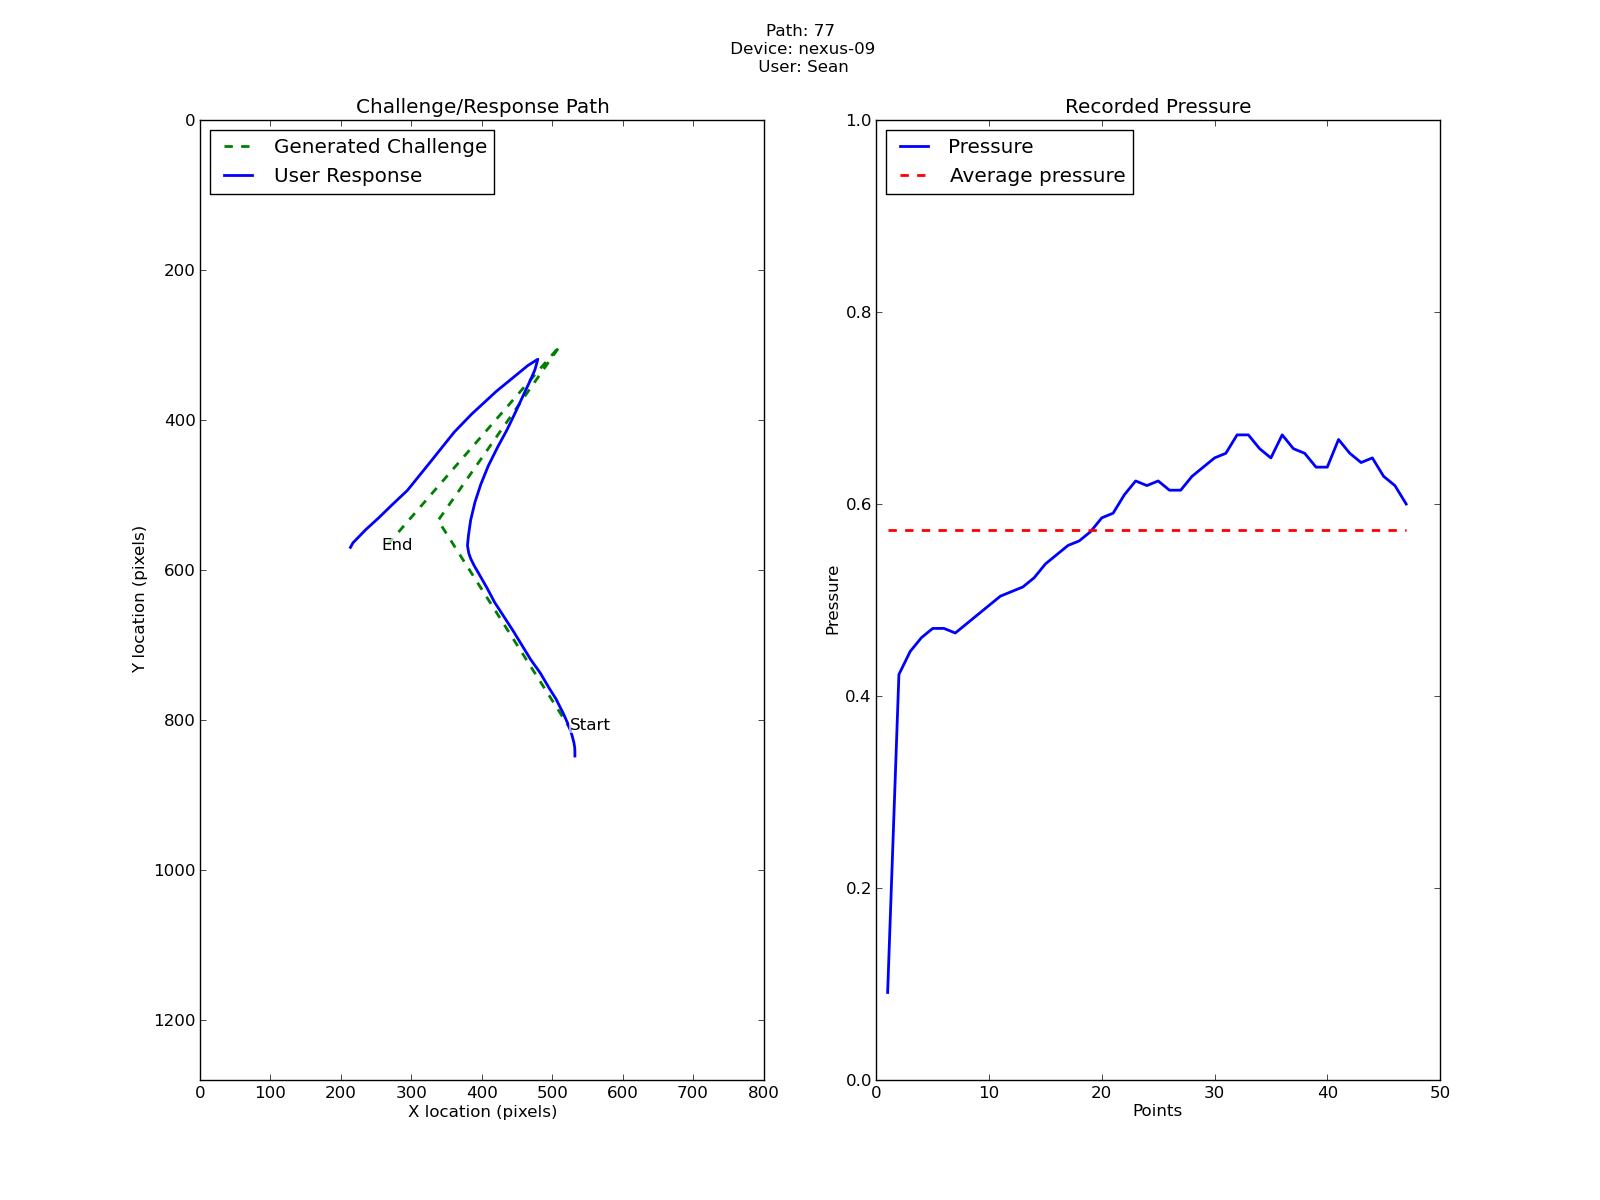 Path: 77
Device: nexus-09
User: Sean
Challenge/Response Path
Generated Challenge
User Response
0
200
400
600
800
1000
1200
Y location (pixels)
End
Start
0 100 200 300 400 500 600 700 800
X location (pixels)
Recorded Pressure
Pressure
Average pressure
1.0
0.8
0.6
0.4
0.2
0.0
Pressure
0 10 20 30 40 50
Points